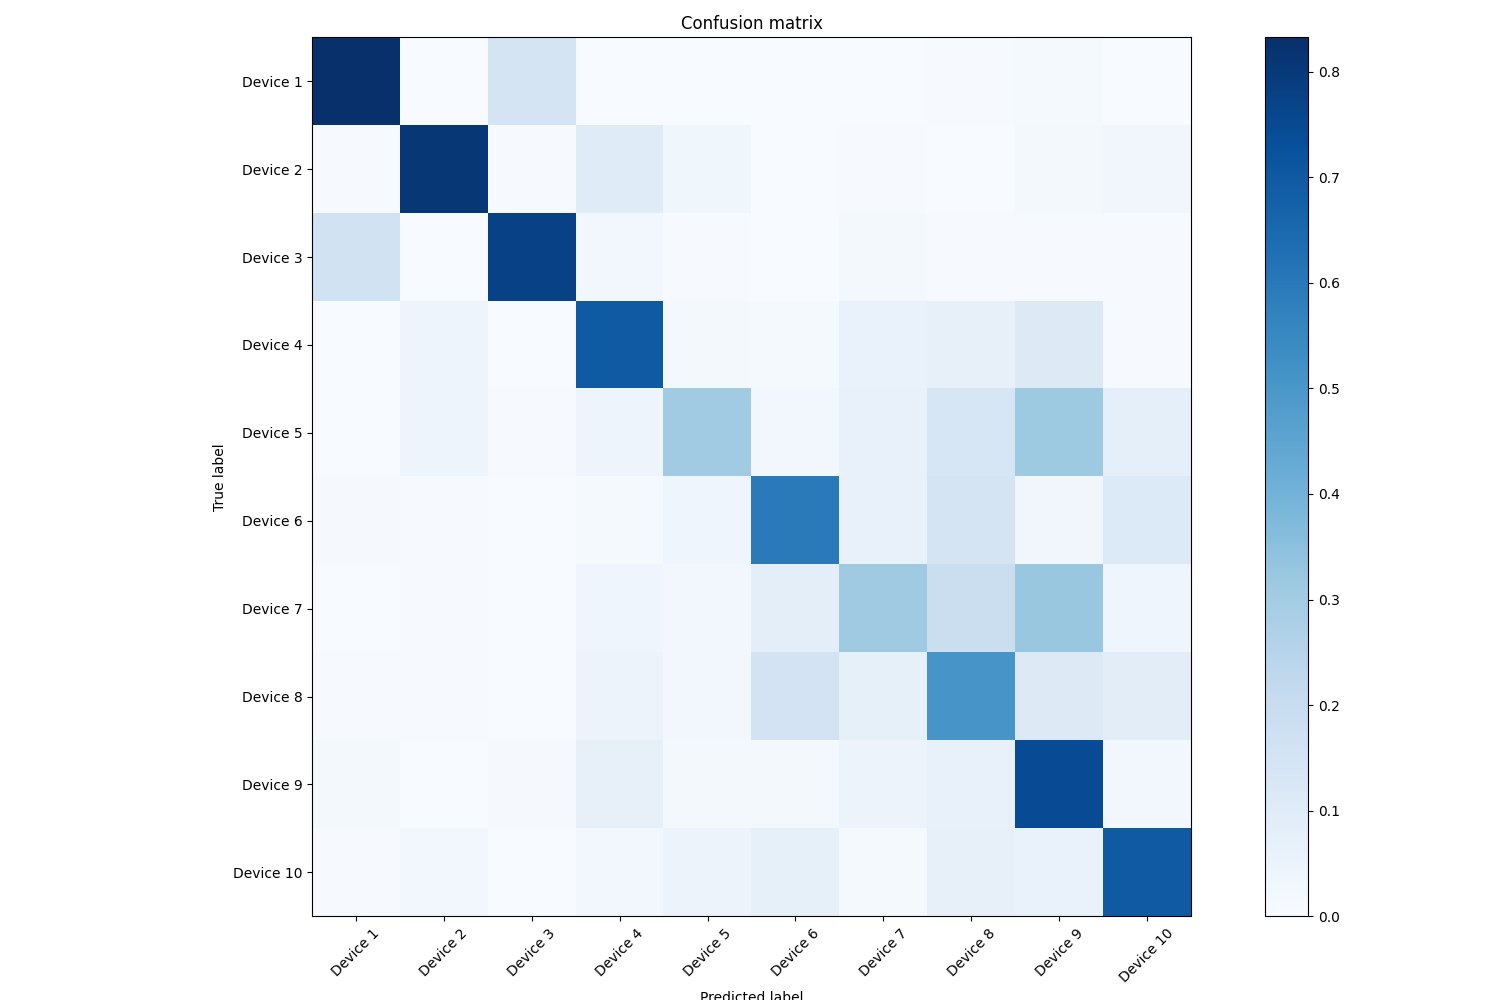 Confusion matrix
Device 1
Device 2
Device 3
Device 4
Device 5
Device 6
Device 7
Device 8
Device 9
Device 10
True label
Device 1
Device 2
Device 3
Device 4
Device 5
Device 6
Device 7
Device 8
Device 9
Device 10
Predicted label
0.8
0.7
0.6
0.5
0.4
0.3
0.2
0.1
0.0